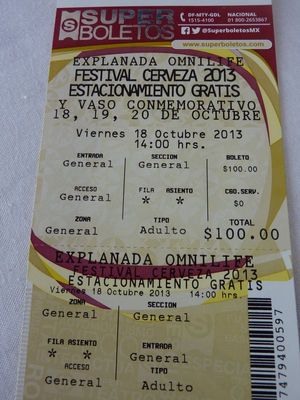 SUPER BOLETOS
DF-MTY-GDL NACIONAL
1515-4100 01 800-2653867
@SuperboletosMX
www.superboletos.com
EXPLANADA OMNILIFE
FESTIVAL CERVEZA 2013
ESTACIONAMIENTO GRATIS
Y VASO CONMEMORATIVO
18, 19, 20 DE OCTUBRE
Viernes 18 Octubre 2013
14:00 hrs.
ENTRADA SECCION BOLETO
General General $100.00
ACCESO FILA ASIENTO CGO.SERV.
General * * $0
ZONA TIPO TOTAL
General Adulto $100.00
EXPLANADA OMNILIFE
FESTIVAL CERVEZA 2013
ESTACIONAMIENTO GRATIS
Viernes 18 Octubre 2013 14:00 hrs.
ZONA SECCION
General General
FILA ASIENTO ENTRADA
* * General
ACCESO TIPO
General Adulto
7479400597